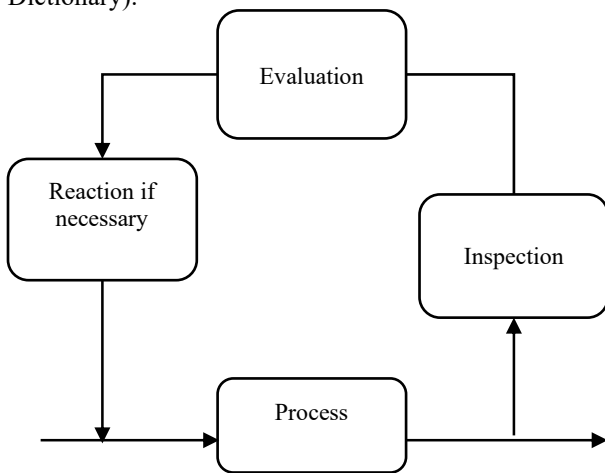 Dictionary).
Evaluation
Reaction if
necessary
Inspection
Process